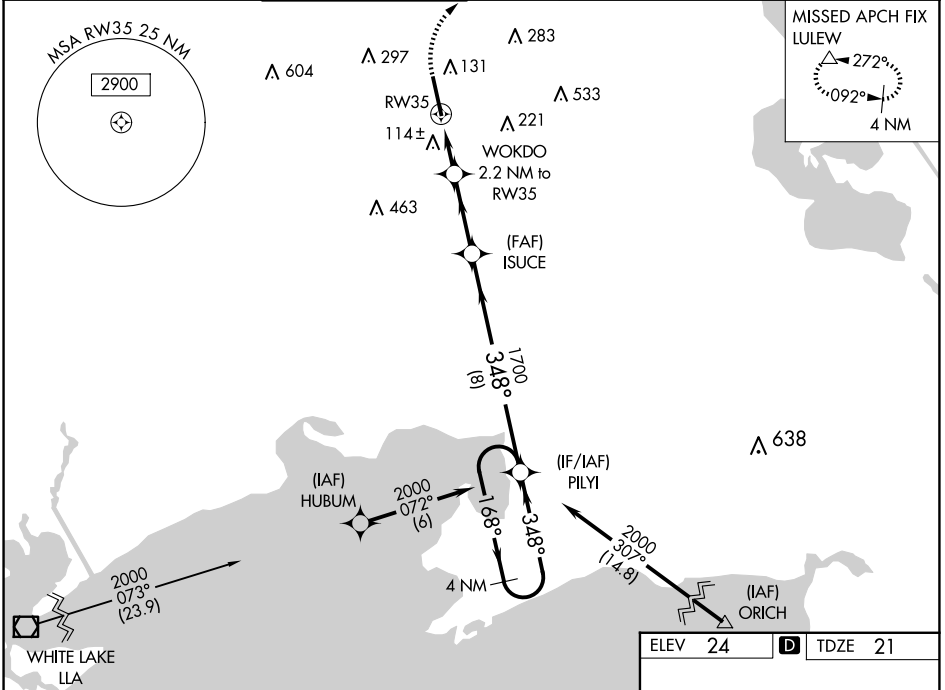 MSA RW35 25 NM
2900
604
297
283
131
533
RW35
221
114±
WOKDO
2.2 NM to
RW35
463
(FAF)
ISUCE
1700
348°
(8)
MISSED APCH FIX
LULEW
272°
092°
4 NM
638
(IF/IAF)
PILYI
(IAF)
HUBUM
2000
072°
(6)
168°
348°
4 NM
2000
307°
(14.8)
(IAF)
ORICH
2000
073°
(23.9)
WHITE LAKE
LLA
ELEV 24 D TDZE 21